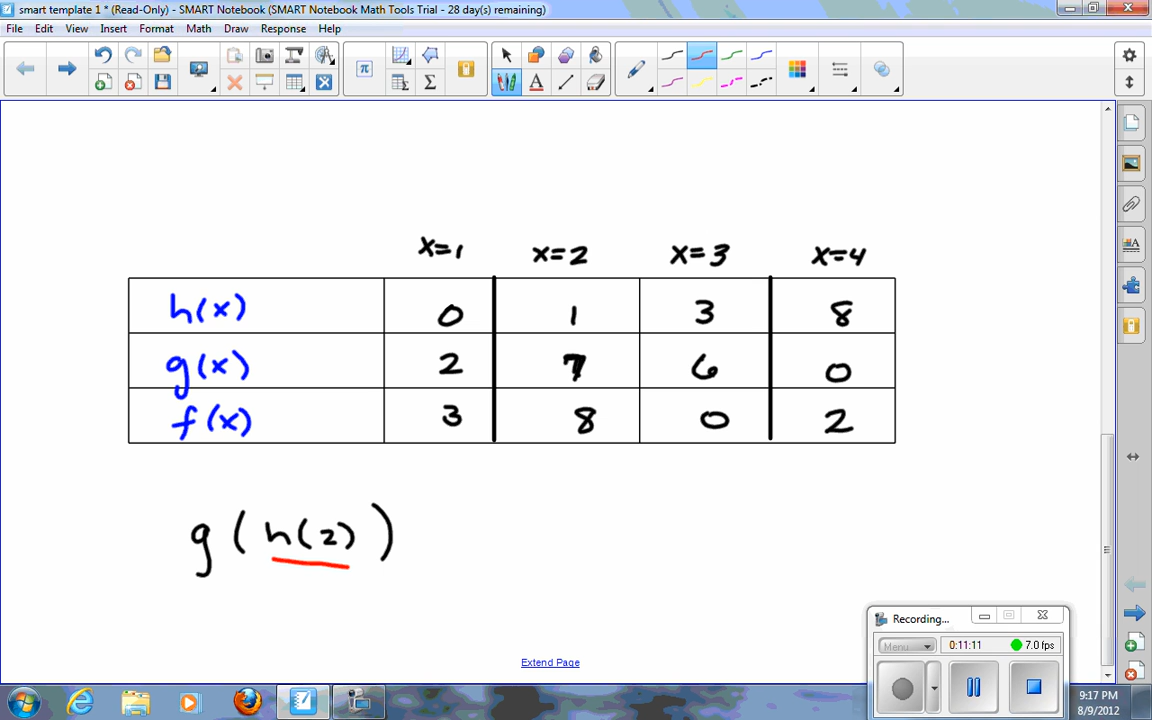 smart template 1 * (Read-Only) - SMART Notebook (SMART Notebook Math Tools Trial - 28 day(s) remaining)
File Edit View Insert Format Math Draw Response Help
x=1 x=2 x=3 x=4
h(x) 0 1 3 8
g(x) 2 7 6 0
f(x) 3 8 0 2
g(h(2))
Extend Page
Recording...
Menu 0:11:11 7.0 fps
9:17 PM
8/9/2012